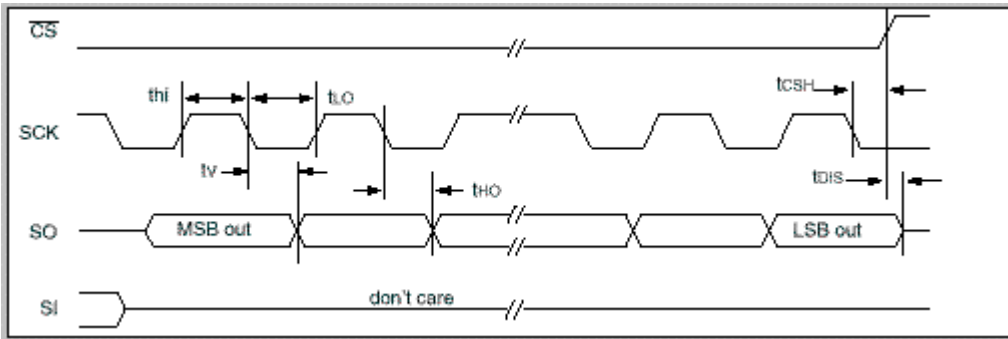 CS
thi
tLO
tCSH
SCK
tv
tHO
tDIS
SO
MSB out
LSB out
SI
don't care